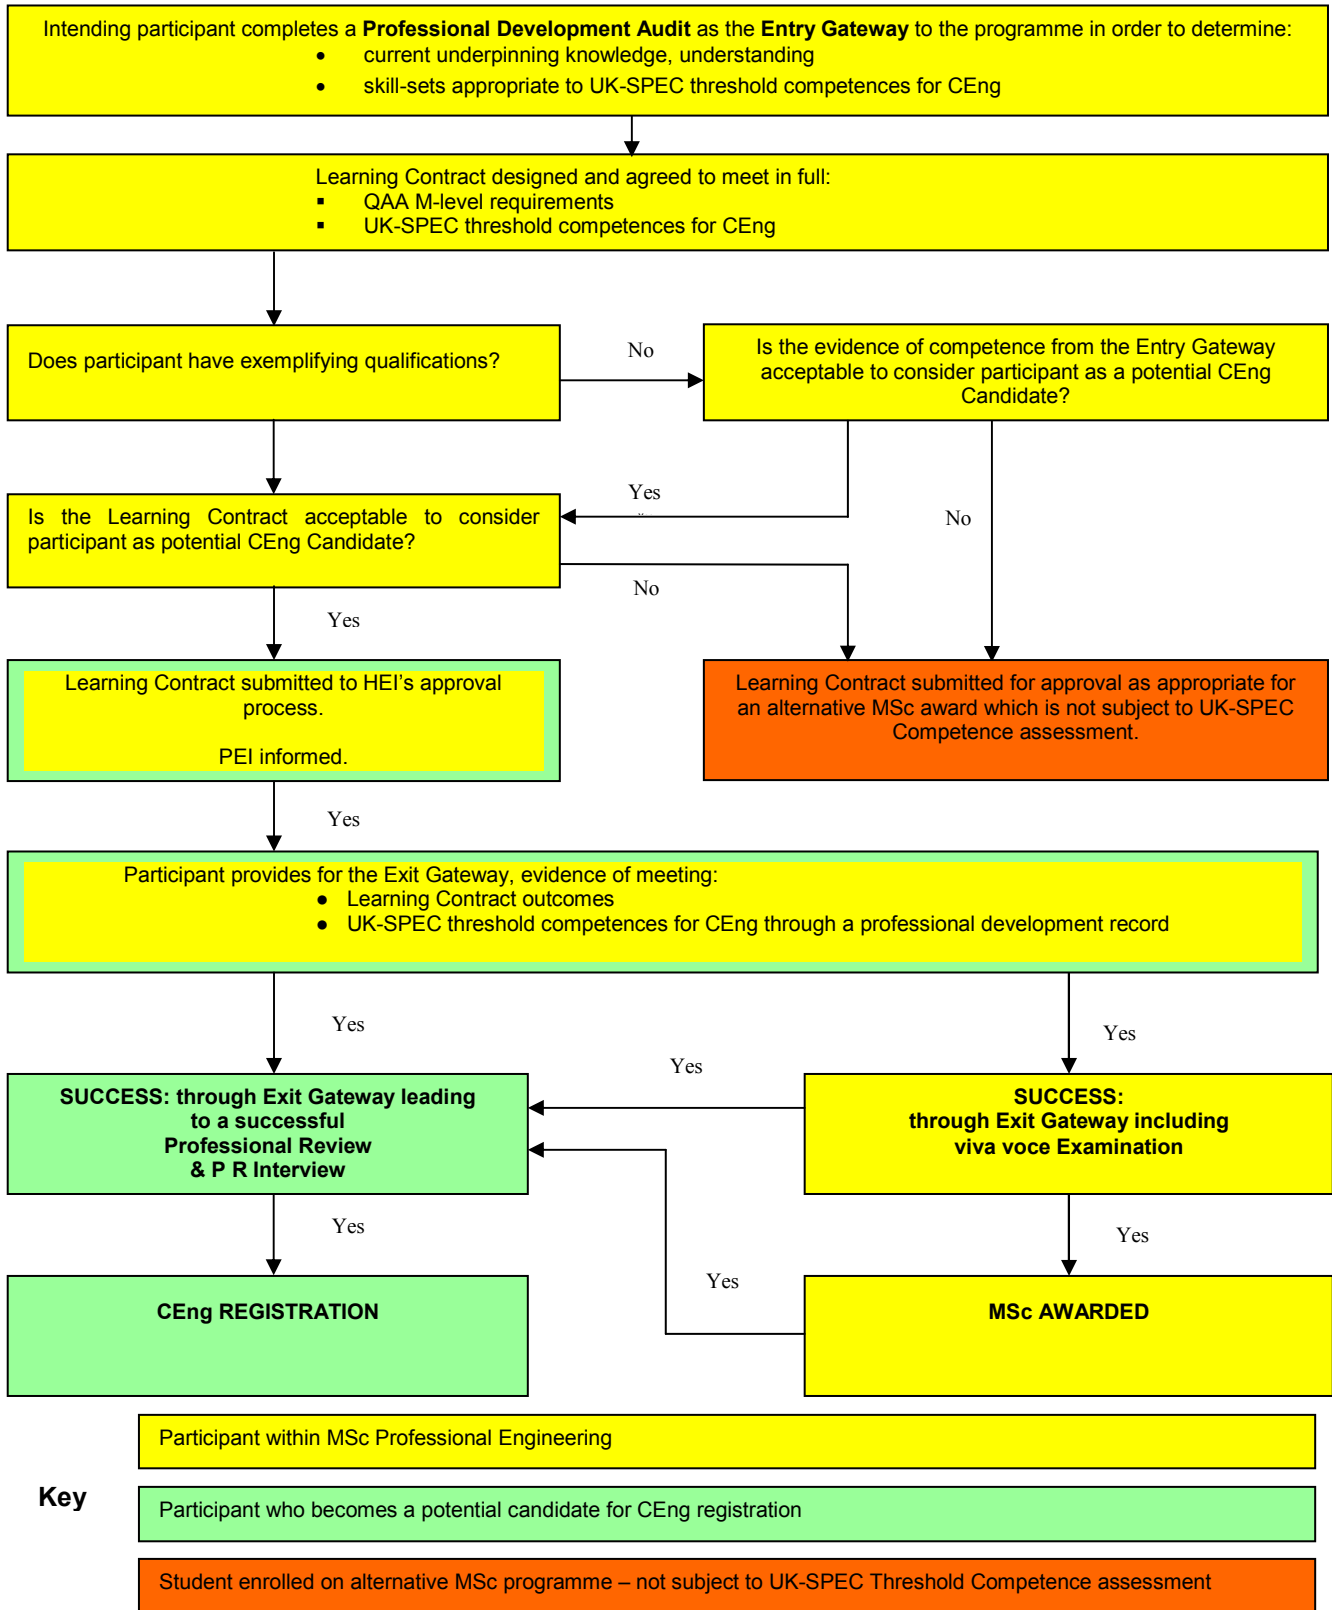 Intending participant completes a Professional Development Audit as the Entry Gateway to the programme in order to determine:
• current underpinning knowledge, understanding
• skill-sets appropriate to UK-SPEC threshold competences for CEng
Learning Contract designed and agreed to meet in full:
▪ QAA M-level requirements
▪ UK-SPEC threshold competences for CEng
Does participant have exemplifying qualifications?
No
Is the evidence of competence from the Entry Gateway
acceptable to consider participant as a potential CEng
Candidate?
Yes
No
Is the Learning Contract acceptable to consider
participant as potential CEng Candidate?
No
Yes
Learning Contract submitted to HEI's approval
process.
PEI informed.
Learning Contract submitted for approval as appropriate for
an alternative MSc award which is not subject to UK-SPEC
Competence assessment.
Yes
Participant provides for the Exit Gateway, evidence of meeting:
● Learning Contract outcomes
● UK-SPEC threshold competences for CEng through a professional development record
Yes
Yes
Yes
SUCCESS: through Exit Gateway leading
to a successful
Professional Review
& P R Interview
SUCCESS:
through Exit Gateway including
viva voce Examination
Yes
Yes
Yes
CEng REGISTRATION
MSc AWARDED
Key
Participant within MSc Professional Engineering
Participant who becomes a potential candidate for CEng registration
Student enrolled on alternative MSc programme – not subject to UK-SPEC Threshold Competence assessment